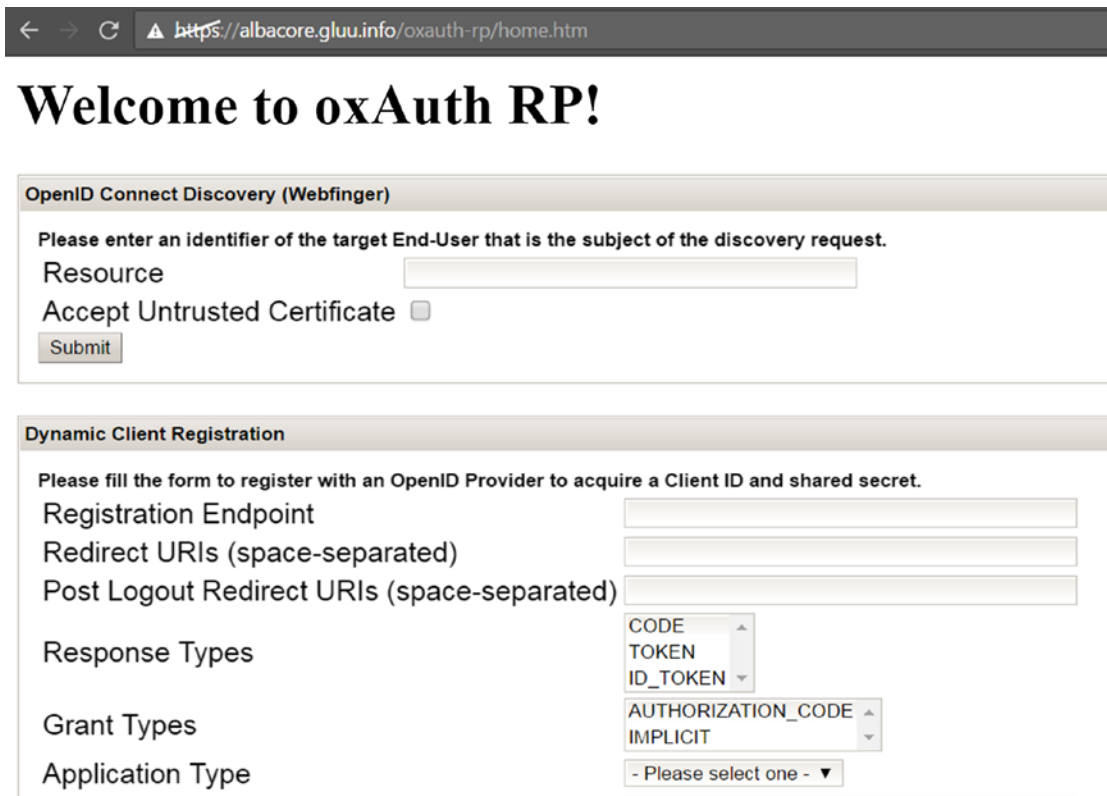 https://albacore.gluu.info/oxauth-rp/home.htm
Welcome to oxAuth RP!
OpenID Connect Discovery (Webfinger)
Please enter an identifier of the target End-User that is the subject of the discovery request.
Resource
Accept Untrusted Certificate
Submit
Dynamic Client Registration
Please fill the form to register with an OpenID Provider to acquire a Client ID and shared secret.
Registration Endpoint
Redirect URIs (space-separated)
Post Logout Redirect URIs (space-separated)
Response Types
CODE
TOKEN
ID_TOKEN
Grant Types
AUTHORIZATION_CODE
IMPLICIT
Application Type
- Please select one -